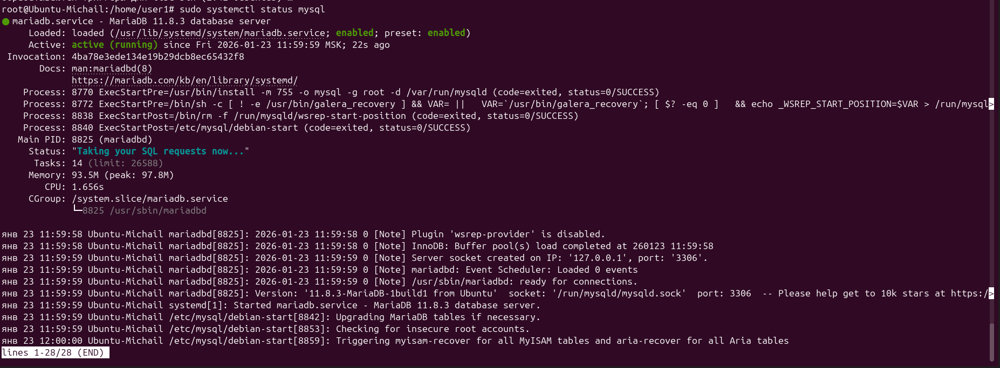 root@Ubuntu-Michail:/home/user1# sudo systemctl status mysql
● mariadb.service - MariaDB 11.8.3 database server
     Loaded: loaded (/usr/lib/systemd/system/mariadb.service; enabled; preset: enabled)
     Active: active (running) since Fri 2026-01-23 11:59:59 MSK; 22s ago
 Invocation: 4ba78e3ede134e19b29dcb8ec65432f8
       Docs: man:mariadbd(8)
             https://mariadb.com/kb/en/library/systemd/
    Process: 8770 ExecStartPre=/usr/bin/install -m 755 -o mysql -g root -d /var/run/mysqld (code=exited, status=0/SUCCESS)
    Process: 8772 ExecStartPre=/bin/sh -c [ ! -e /usr/bin/galera_recovery ] && VAR= ||   VAR=`/usr/bin/galera_recovery`; [ $? -eq 0 ]   && echo _WSREP_START_POSITION=$VAR > /run/mysql>
    Process: 8838 ExecStartPost=/bin/rm -f /run/mysqld/wsrep-start-position (code=exited, status=0/SUCCESS)
    Process: 8840 ExecStartPost=/etc/mysql/debian-start (code=exited, status=0/SUCCESS)
   Main PID: 8825 (mariadbd)
     Status: "Taking your SQL requests now..."
      Tasks: 14 (limit: 26588)
     Memory: 93.5M (peak: 97.8M)
        CPU: 1.656s
     CGroup: /system.slice/mariadb.service
             └─8825 /usr/sbin/mariadbd
янв 23 11:59:58 Ubuntu-Michail mariadbd[8825]: 2026-01-23 11:59:58 0 [Note] Plugin 'wsrep-provider' is disabled.
янв 23 11:59:58 Ubuntu-Michail mariadbd[8825]: 2026-01-23 11:59:58 0 [Note] InnoDB: Buffer pool(s) load completed at 260123 11:59:58
янв 23 11:59:59 Ubuntu-Michail mariadbd[8825]: 2026-01-23 11:59:59 0 [Note] Server socket created on IP: '127.0.0.1', port: '3306'.
янв 23 11:59:59 Ubuntu-Michail mariadbd[8825]: 2026-01-23 11:59:59 0 [Note] mariadbd: Event Scheduler: Loaded 0 events
янв 23 11:59:59 Ubuntu-Michail mariadbd[8825]: 2026-01-23 11:59:59 0 [Note] /usr/sbin/mariadbd: ready for connections.
янв 23 11:59:59 Ubuntu-Michail mariadbd[8825]: Version: '11.8.3-MariaDB-1build1 from Ubuntu'  socket: '/run/mysqld/mysqld.sock'  port: 3306  -- Please help get to 10k stars at https:/>
янв 23 11:59:59 Ubuntu-Michail systemd[1]: Started mariadb.service - MariaDB 11.8.3 database server.
янв 23 11:59:59 Ubuntu-Michail /etc/mysql/debian-start[8842]: Upgrading MariaDB tables if necessary.
янв 23 11:59:59 Ubuntu-Michail /etc/mysql/debian-start[8853]: Checking for insecure root accounts.
янв 23 12:00:00 Ubuntu-Michail /etc/mysql/debian-start[8859]: Triggering myisam-recover for all MyISAM tables and aria-recover for all Aria tables
lines 1-28/28 (END)